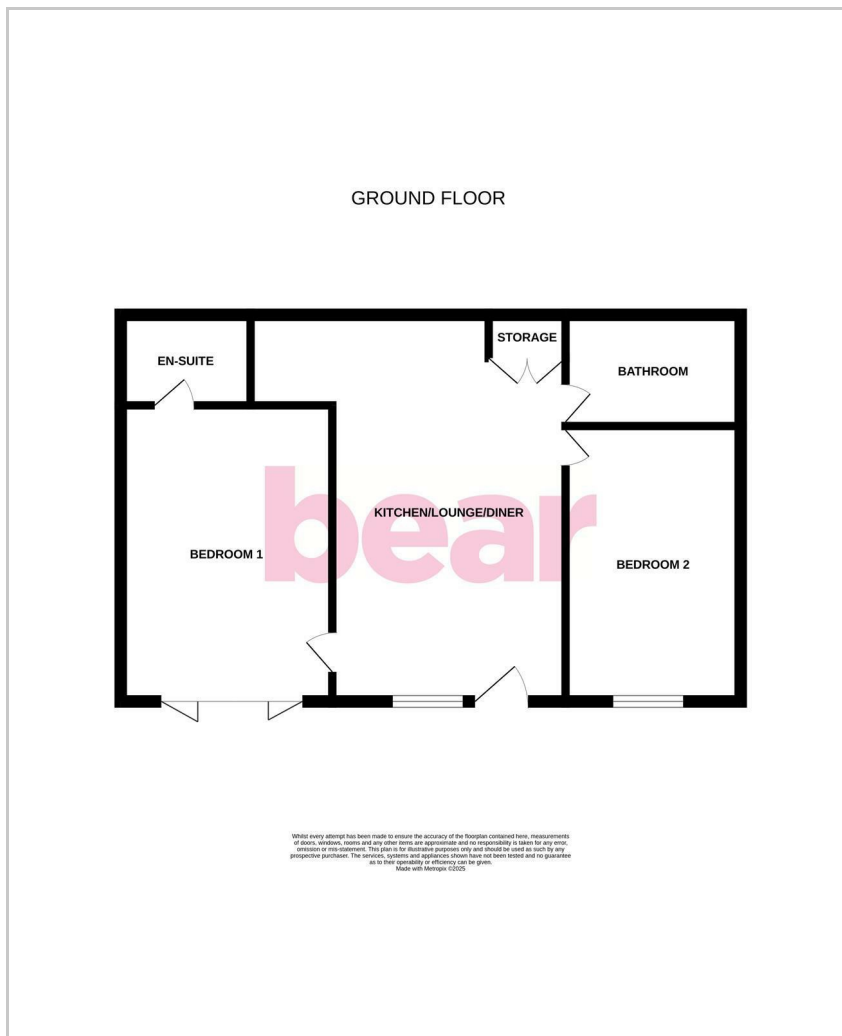 GROUND FLOOR
STORAGE
EN-SUITE
BATHROOM
bear
KITCHEN/LOUNGE/DINER
BEDROOM 1
BEDROOM 2
Whilst every attempt has been made to ensure the accuracy of the floorplan contained here, measurements
of doors, windows, rooms and any other items are approximate and no responsibility is taken for any error,
omission or mis-statement. This plan is for illustrative purposes only and should be used as such by any
prospective purchaser. The services, systems and appliances shown have not been tested and no guarantee
as to their operability or efficiency can be given.
Made with Metropix ©2025